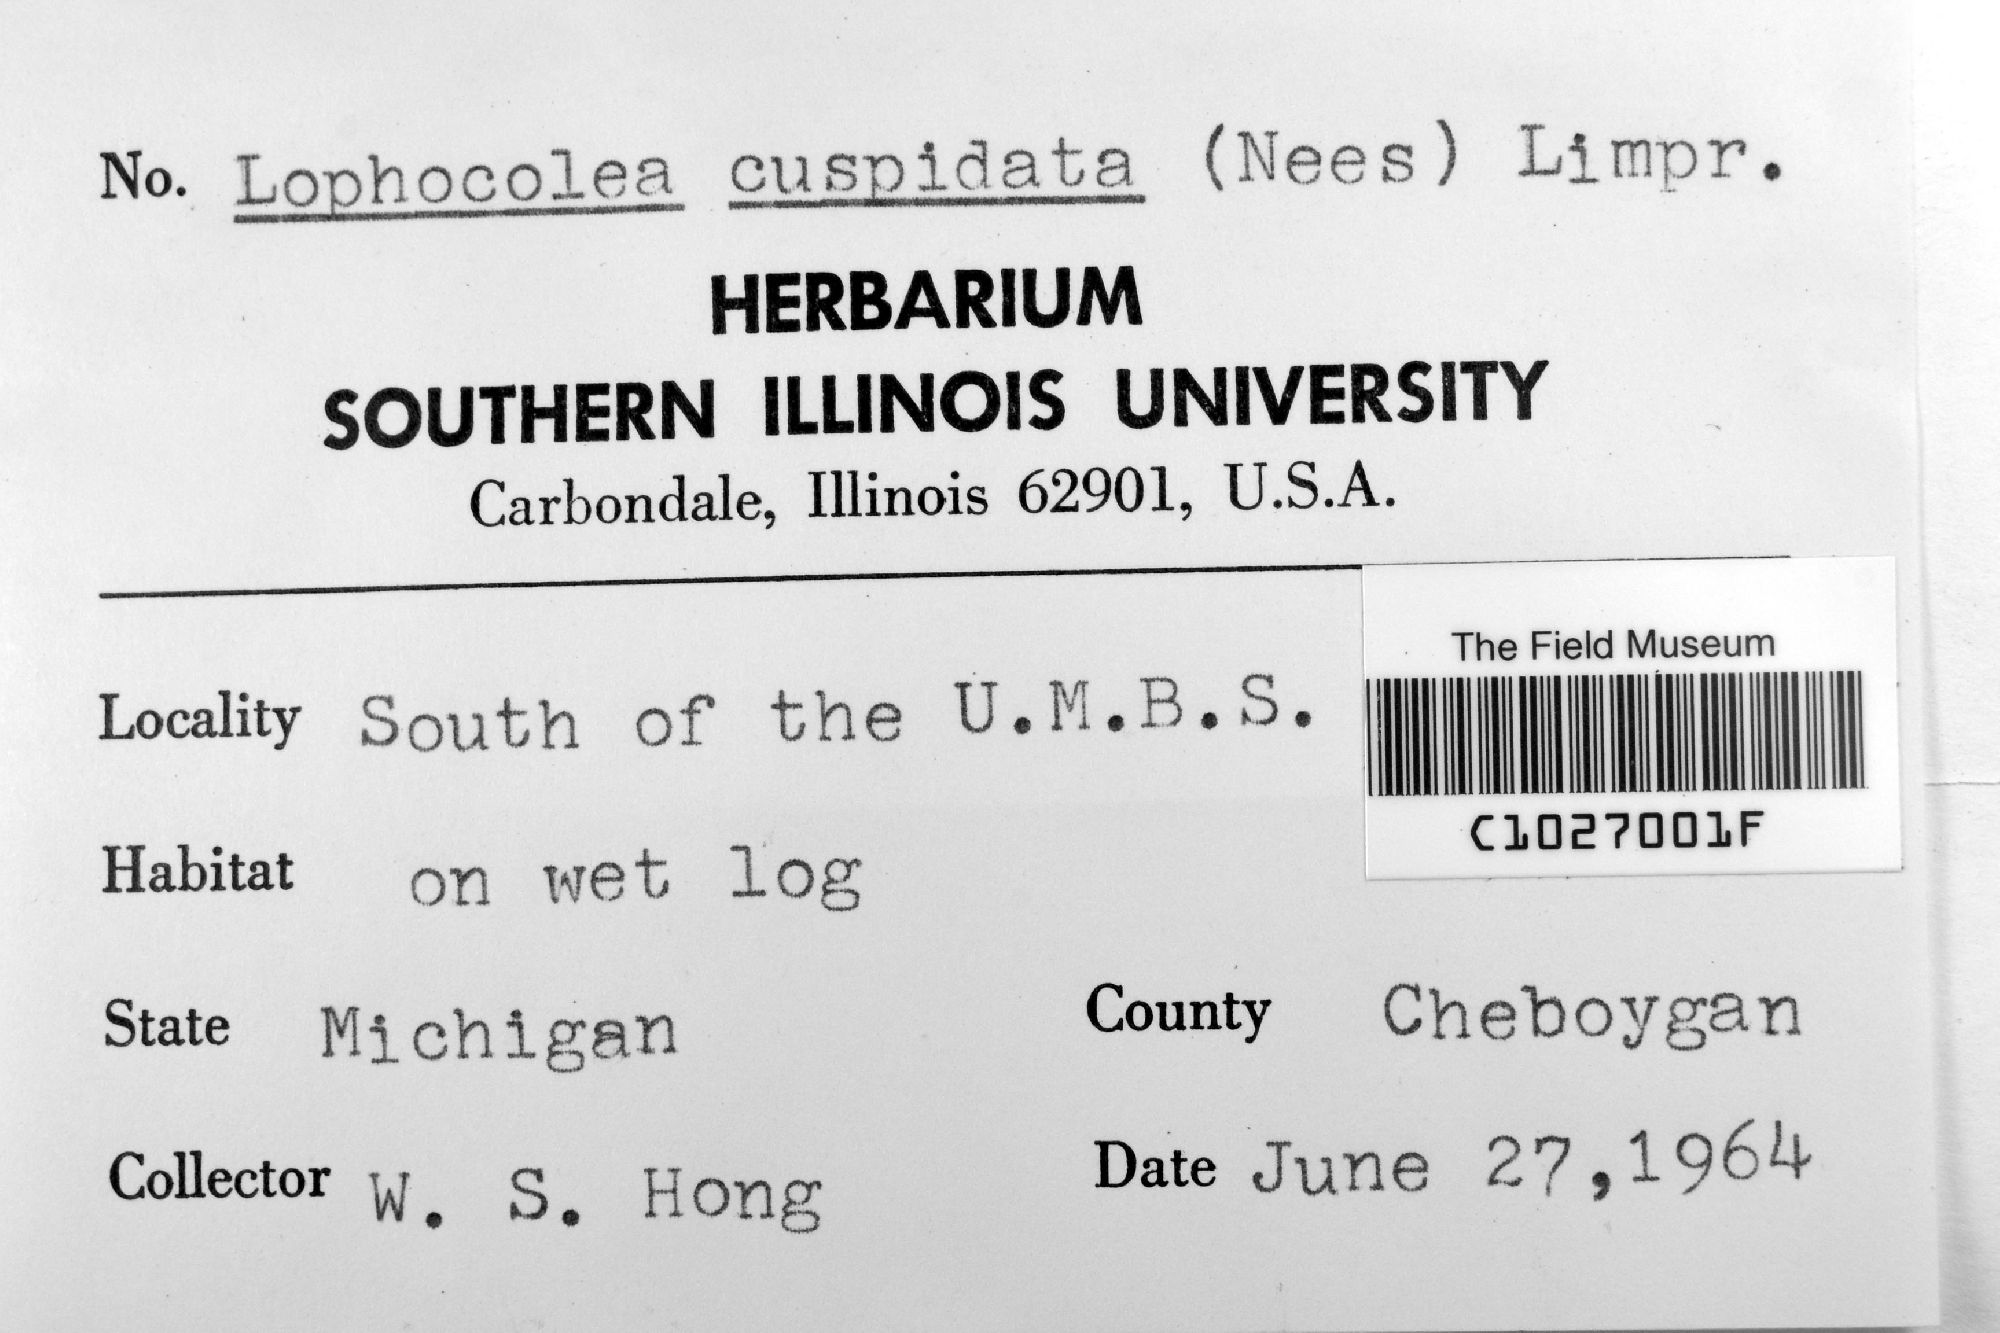 No. Lophocolea cuspidata (Nees) Limpr.
HERBARIUM
SOUTHERN ILLINOIS UNIVERSITY
Carbondale, Illinois 62901, U.S.A.
The Field Museum
C1027001F
Locality South of the U.M.B.S.
Habitat on wet log
State Michigan County Cheboygan
Collector W. S. Hong Date June 27,1964